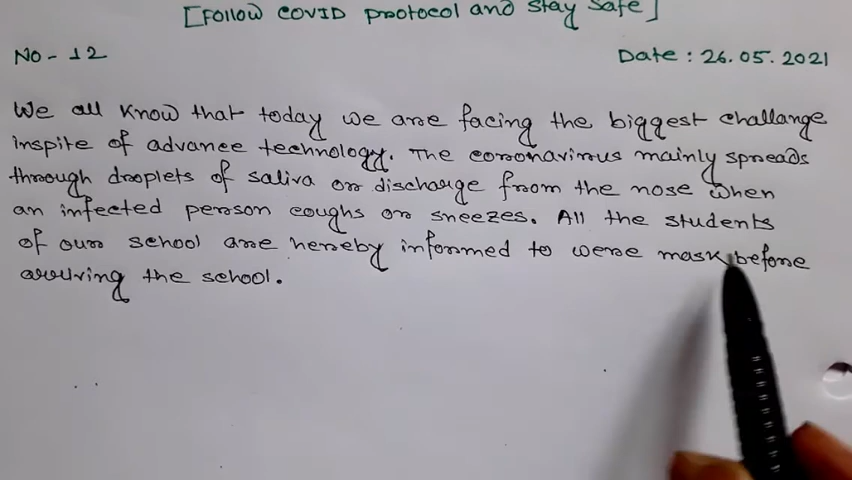 [Follow COVID protocol and stay safe]
No - 12
Date : 26.05.2021
We all know that today we are facing the biggest challange
inspite of advance technology. The coronavirus mainly spreads
through droplets of saliva or discharge from the nose when
an infected person coughs or sneezes. All the students
of our school are hereby informed to were mask before
arriving the school.